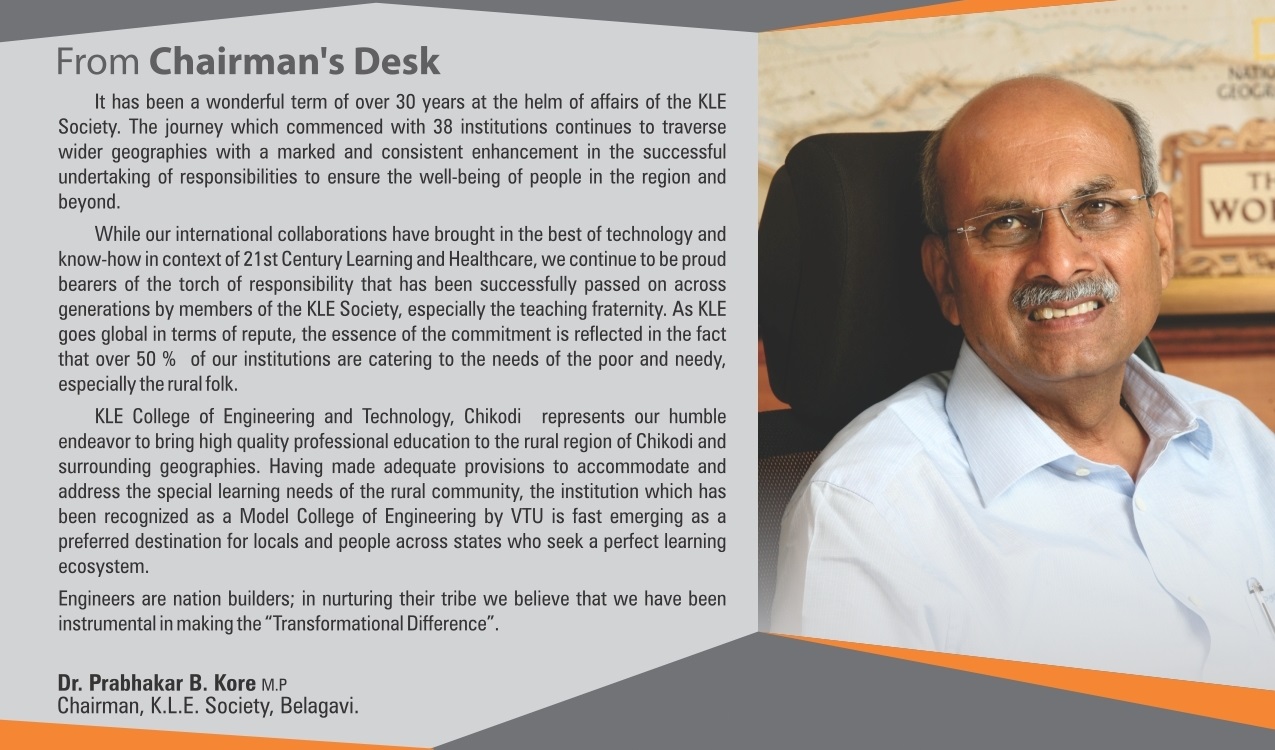 From Chairman's Desk
It has been a wonderful term of over 30 years at the helm of affairs of the KLE
Society. The journey which commenced with 38 institutions continues to traverse
wider geographies with a marked and consistent enhancement in the successful
undertaking of responsibilities to ensure the well-being of people in the region and
beyond.
While our international collaborations have brought in the best of technology and
know-how in context of 21st Century Learning and Healthcare, we continue to be proud
bearers of the torch of responsibility that has been successfully passed on across
generations by members of the KLE Society, especially the teaching fraternity. As KLE
goes global in terms of repute, the essence of the commitment is reflected in the fact
that over 50 % of our institutions are catering to the needs of the poor and needy,
especially the rural folk.
KLE College of Engineering and Technology, Chikodi represents our humble
endeavor to bring high quality professional education to the rural region of Chikodi and
surrounding geographies. Having made adequate provisions to accommodate and
address the special learning needs of the rural community, the institution which has
been recognized as a Model College of Engineering by VTU is fast emerging as a
preferred destination for locals and people across states who seek a perfect learning
ecosystem.
Engineers are nation builders; in nurturing their tribe we believe that we have been
instrumental in making the “Transformational Difference”.
Dr. Prabhakar B. Kore M.P
Chairman, K.L.E. Society, Belagavi.